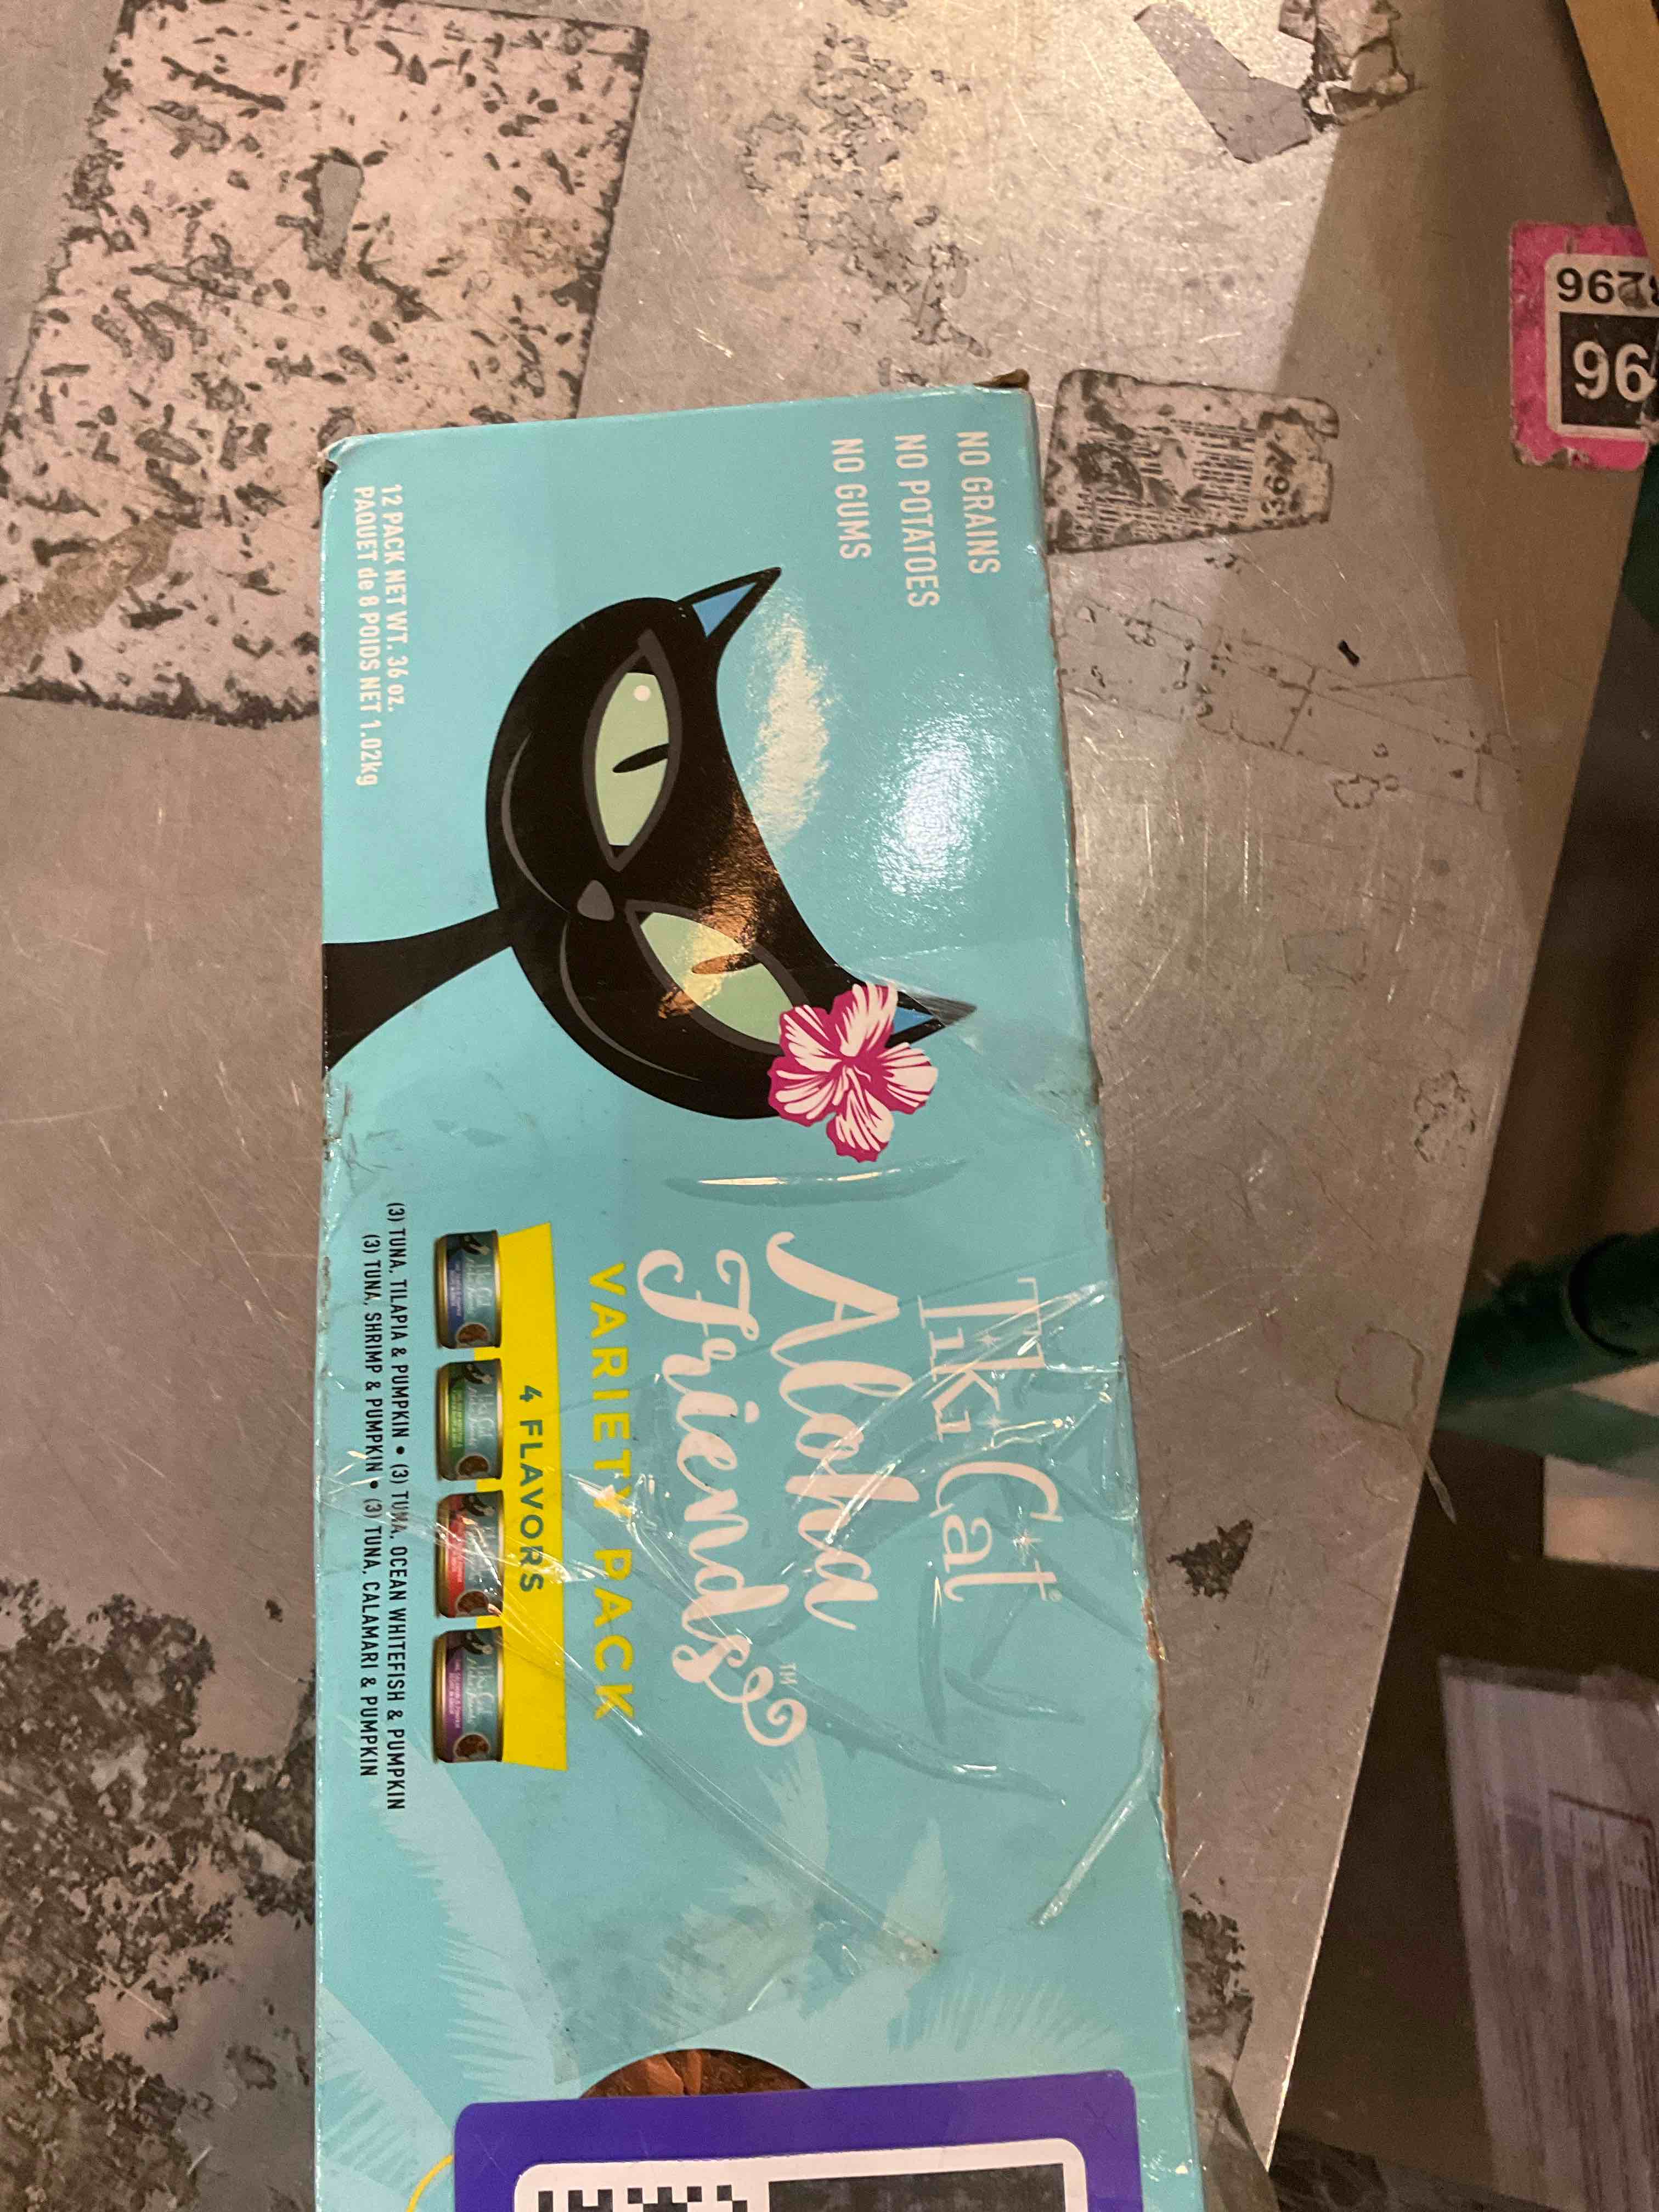 NO GRAINS
NO POTATOES
NO GUMS
Tiki Cat®
Aloha
Friends™
VARIETY PACK
4 FLAVORS
(3) TUNA, TILAPIA & PUMPKIN • (3) TUNA, OCEAN WHITEFISH & PUMPKIN
(3) TUNA, SHRIMP & PUMPKIN • (3) TUNA, CALAMARI & PUMPKIN
12 PACK NET WT. 36 oz.
PAQUET de 8 POIDS NET 1.02kg
96